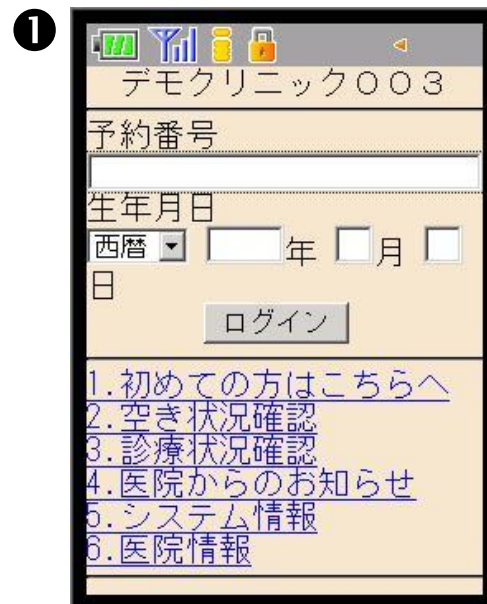 ❶
デモクリニック００３
予約番号
生年月日
西暦 年 月
日
ログイン
1.初めての方はこちらへ
2.空き状況確認
3.診療状況確認
4.医院からのお知らせ
5.システム情報
6.医院情報